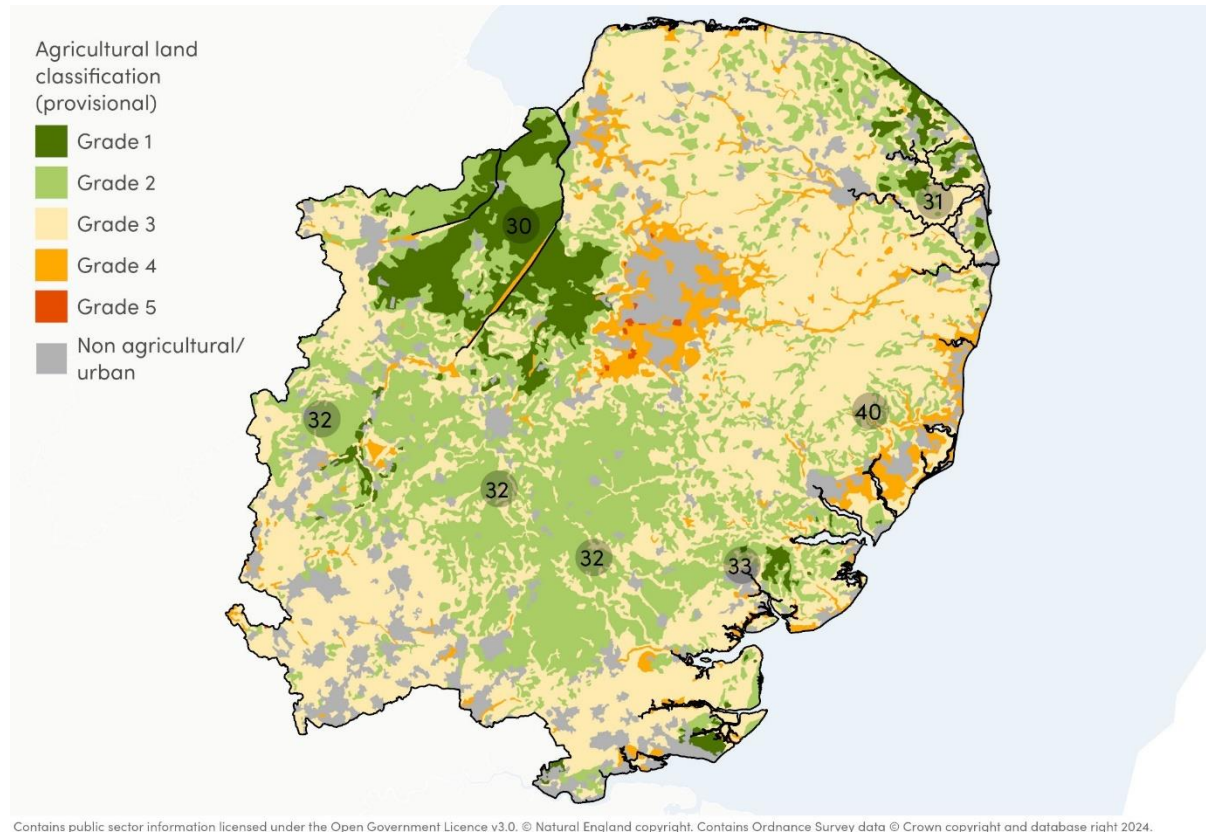 Agricultural land
classification
(provisional)
Grade 1
Grade 2
Grade 3
Grade 4
Grade 5
Non agricultural/
urban
31
30
40
32
32
32
33
Contains public sector information licensed under the Open Government Licence v3.0. © Natural England copyright. Contains Ordnance Survey data © Crown copyright and database right 2024.